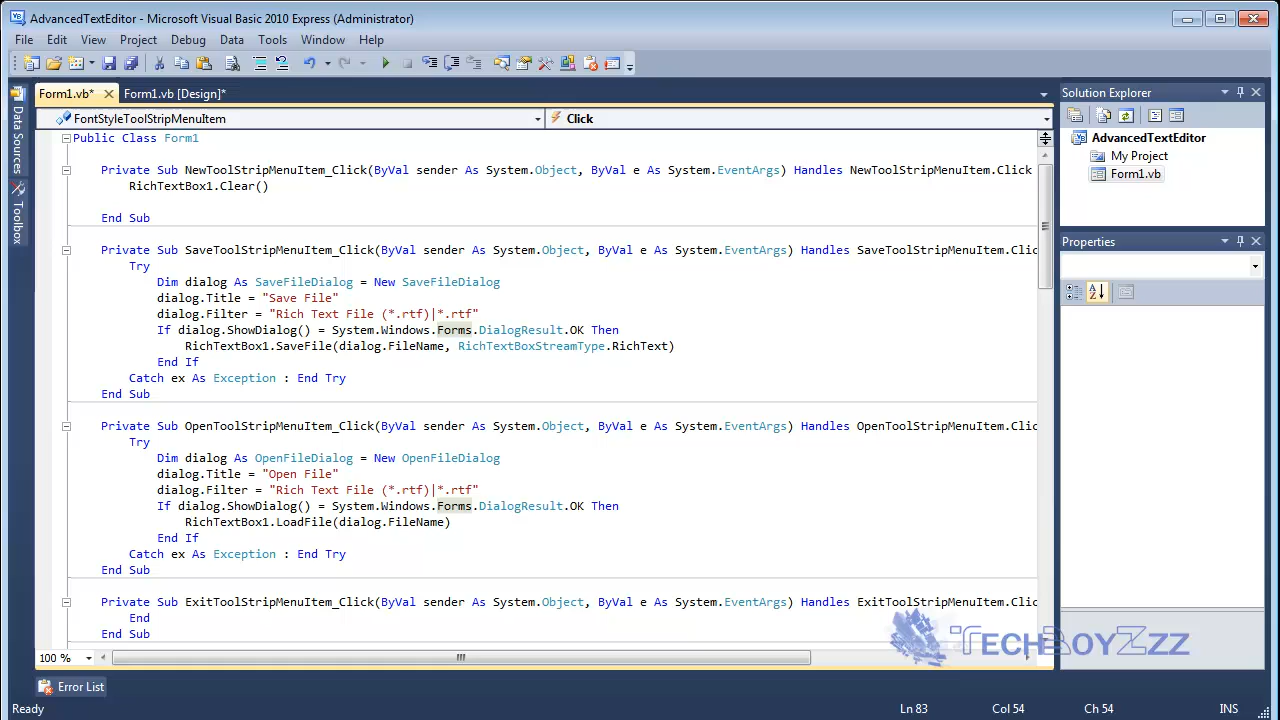 AdvancedTextEditor - Microsoft Visual Basic 2010 Express (Administrator)
File Edit View Project Debug Data Tools Window Help
Form1.vb* Form1.vb [Design]*
Solution Explorer
FontStyleToolStripMenuItem Click
AdvancedTextEditor
My Project
Form1.vb
Data Sources
Toolbox
Public Class Form1
Private Sub NewToolStripMenuItem_Click(ByVal sender As System.Object, ByVal e As System.EventArgs) Handles NewToolStripMenuItem.Click
RichTextBox1.Clear()
End Sub
Private Sub SaveToolStripMenuItem_Click(ByVal sender As System.Object, ByVal e As System.EventArgs) Handles SaveToolStripMenuItem.Clic
Try
Dim dialog As SaveFileDialog = New SaveFileDialog
dialog.Title = "Save File"
dialog.Filter = "Rich Text File (*.rtf)|*.rtf"
If dialog.ShowDialog() = System.Windows.Forms.DialogResult.OK Then
RichTextBox1.SaveFile(dialog.FileName, RichTextBoxStreamType.RichText)
End If
Catch ex As Exception : End Try
End Sub
Private Sub OpenToolStripMenuItem_Click(ByVal sender As System.Object, ByVal e As System.EventArgs) Handles OpenToolStripMenuItem.Clic
Try
Dim dialog As OpenFileDialog = New OpenFileDialog
dialog.Title = "Open File"
dialog.Filter = "Rich Text File (*.rtf)|*.rtf"
If dialog.ShowDialog() = System.Windows.Forms.DialogResult.OK Then
RichTextBox1.LoadFile(dialog.FileName)
End If
Catch ex As Exception : End Try
End Sub
Private Sub ExitToolStripMenuItem_Click(ByVal sender As System.Object, ByVal e As System.EventArgs) Handles ExitToolStripMenuItem.Clic
End
End Sub
Properties
TECHBOYZZZ
100 %
Error List
Ready Ln 83 Col 54 Ch 54 INS